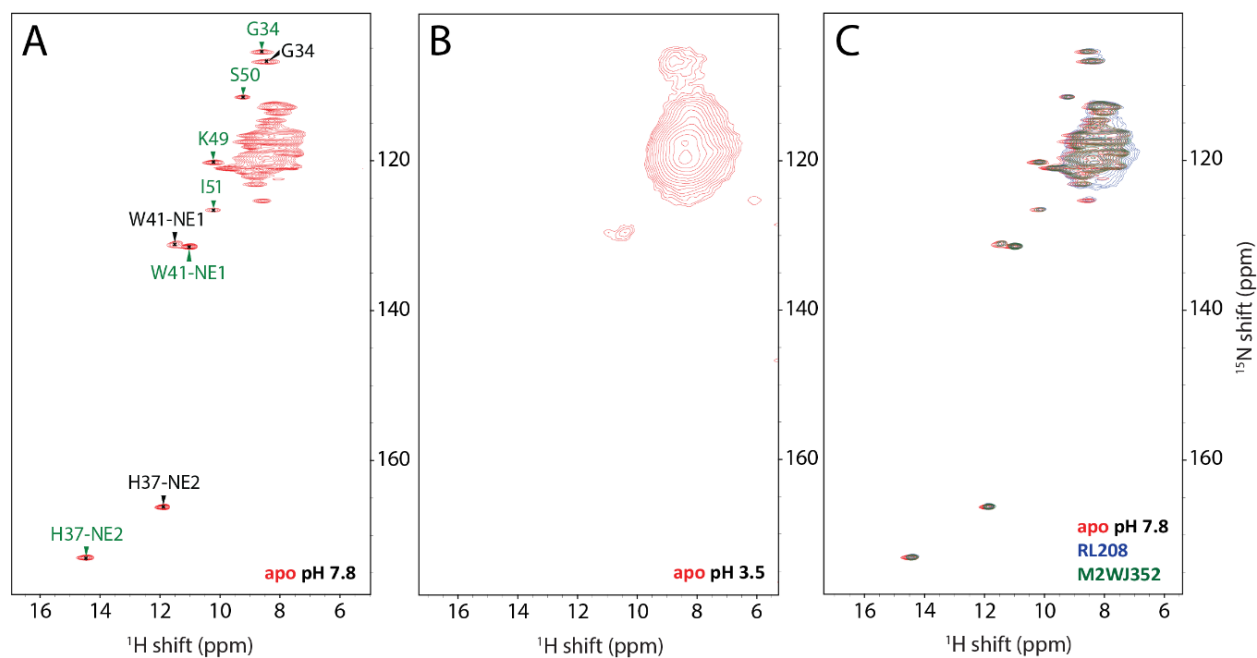 A
G34
G34
S50
K49
I51
W41-NE1
W41-NE1
H37-NE2
H37-NE2
apo pH 7.8
16 14 12 10 8 6
¹H shift (ppm)
120
140
160
B
apo pH 3.5
16 14 12 10 8 6
¹H shift (ppm)
120
140
160
C
apo pH 7.8
RL208
M2WJ352
16 14 12 10 8 6
¹H shift (ppm)
120
140
160
¹⁵N shift (ppm)